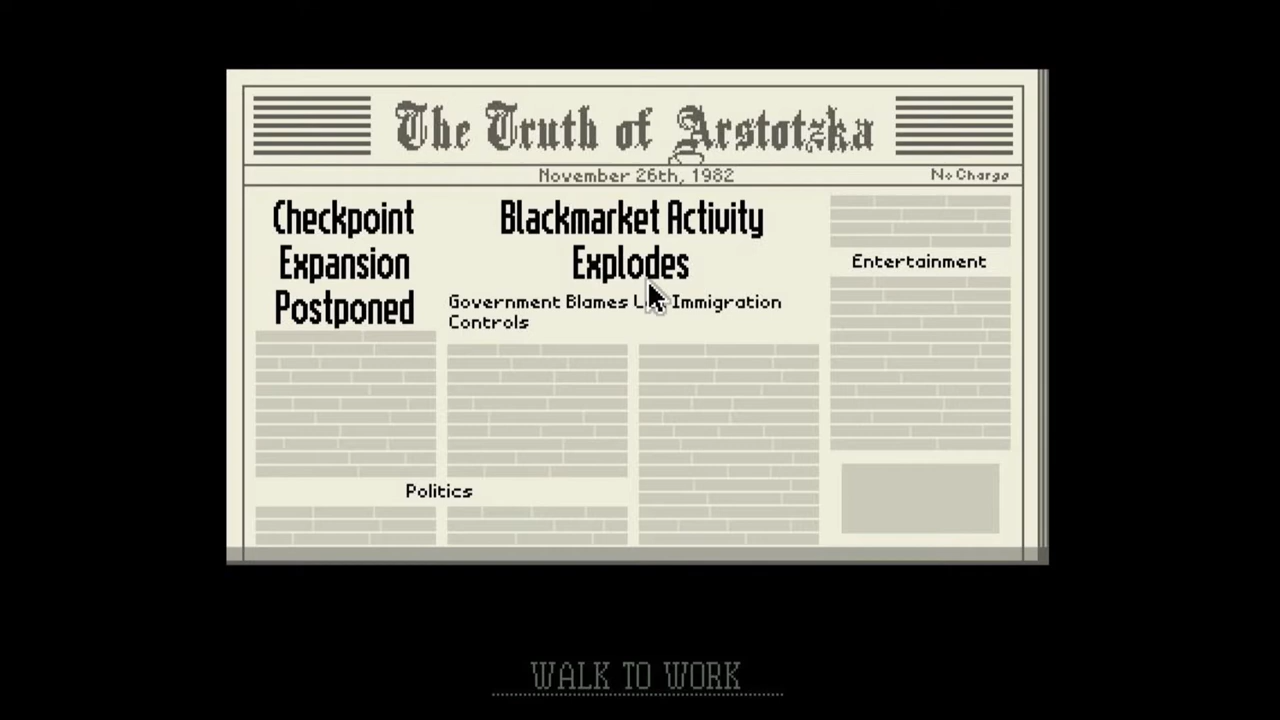 The Truth of Arstotzka
November 26th, 1982
No Charge
Checkpoint
Expansion
Postponed
Blackmarket Activity
Explodes
Government Blames Immigration
Controls
Entertainment
Politics
WALK TO WORK